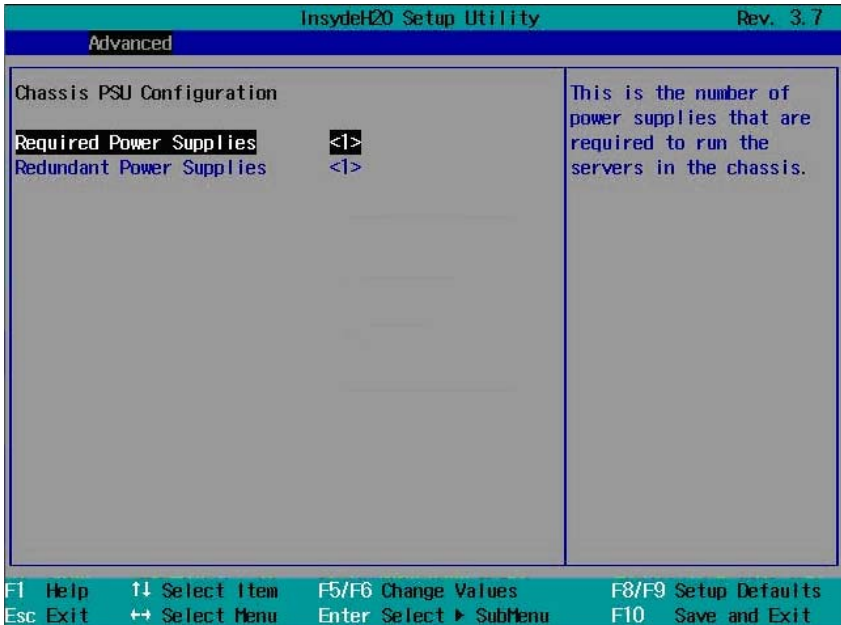 InsydeH20 Setup Utility Rev. 3.7
Advanced
Chassis PSU Configuration
Required Power Supplies <1>
Redundant Power Supplies <1>
This is the number of
power supplies that are
required to run the
servers in the chassis.
F1 Help ↑↓ Select Item F5/F6 Change Values F8/F9 Setup Defaults
Esc Exit ↔ Select Menu Enter Select ▶ SubMenu F10 Save and Exit